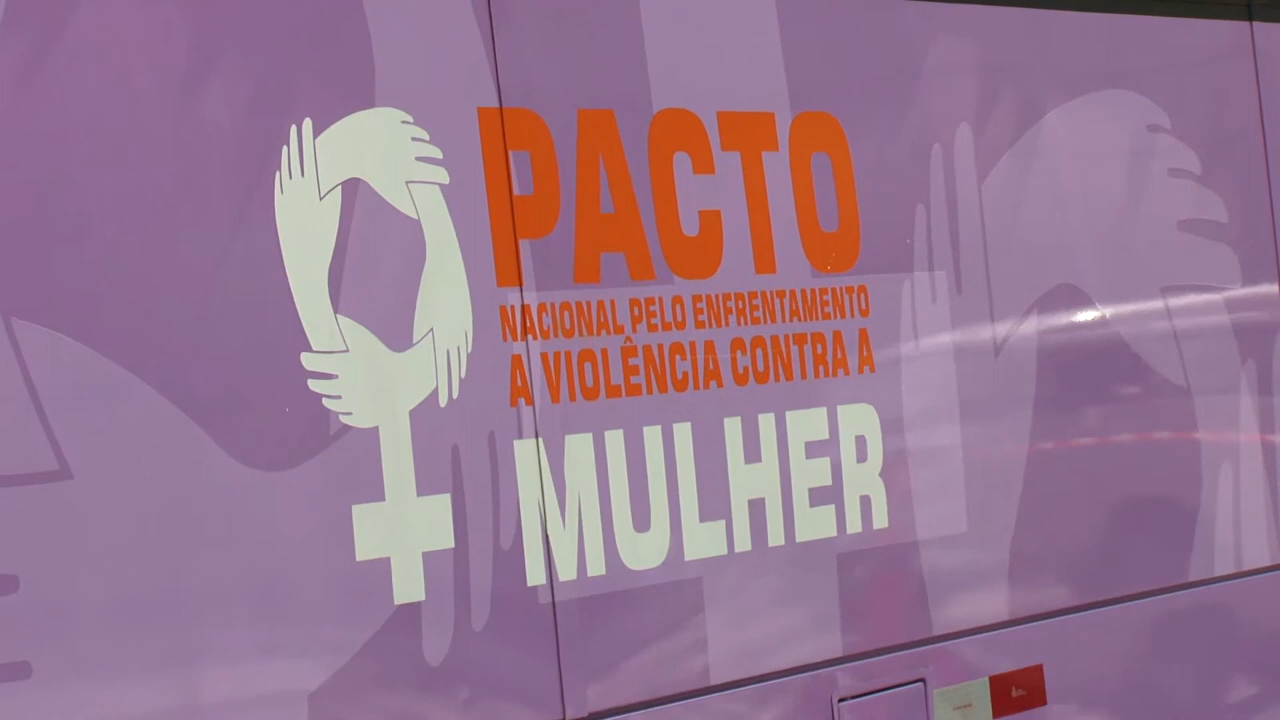 PACTO
NACIONAL PELO ENFRENTAMENTO
A VIOLÊNCIA CONTRA A
MULHER